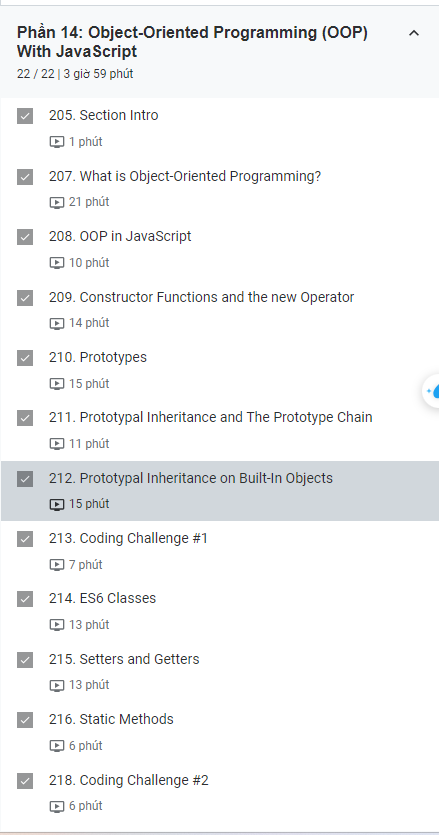 Phần 14: Object-Oriented Programming (OOP)
With JavaScript
22 / 22 | 3 giờ 59 phút
205. Section Intro
1 phút
207. What is Object-Oriented Programming?
21 phút
208. OOP in JavaScript
10 phút
209. Constructor Functions and the new Operator
14 phút
210. Prototypes
15 phút
211. Prototypal Inheritance and The Prototype Chain
11 phút
212. Prototypal Inheritance on Built-In Objects
15 phút
213. Coding Challenge #1
7 phút
214. ES6 Classes
13 phút
215. Setters and Getters
13 phút
216. Static Methods
6 phút
218. Coding Challenge #2
6 phút